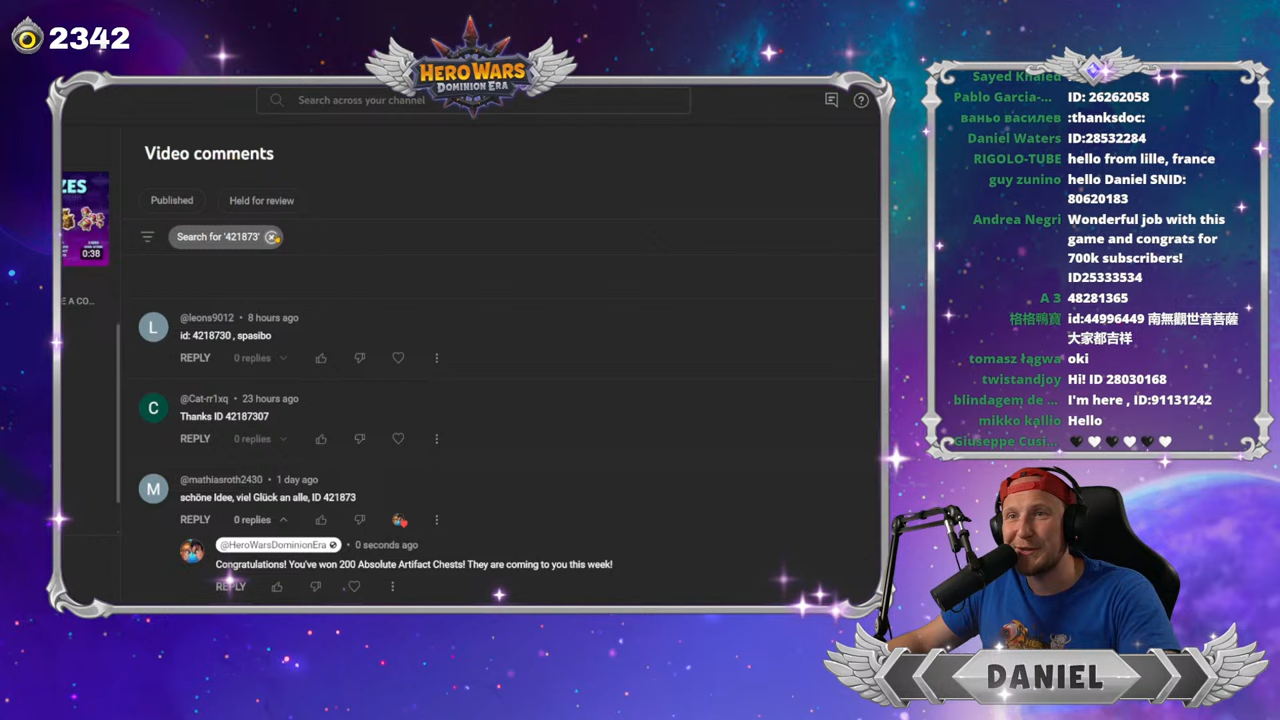 2342
HERO WARS
DOMINION ERA
Search across your channel
Video comments
Published
Held for review
Search for '421873'
ZES
0:38
E A CO...
@leons9012 • 8 hours ago
id: 4218730 , spasibo
REPLY 0 replies
@Cat-rr1xq • 23 hours ago
Thanks ID 42187307
REPLY 0 replies
@mathiasroth2430 • 1 day ago
schöne Idee, viel Glück an alle, ID 421873
REPLY 0 replies
@HeroWarsDominionEra • 0 seconds ago
Congratulations! You've won 200 Absolute Artifact Chests! They are coming to you this week!
REPLY
Sayed Khaled
Pablo Garcia-... ID: 26262058
ваньо василев :thanksdoc:
Daniel Waters ID:28532284
RIGOLO-TUBE hello from lille, france
guy zunino hello Daniel SNID:
80620183
Andrea Negri Wonderful job with this
game and congrats for
700k subscribers!
ID25333534
A 3 48281365
格格鴨寶 id:44996449 南無觀世音菩薩
大家都吉祥
tomasz łągwa oki
twistandjoy Hi! ID 28030168
blindagem de ... I'm here , ID:91131242
mikko kallio Hello
Giuseppe Cusi...
DANIEL